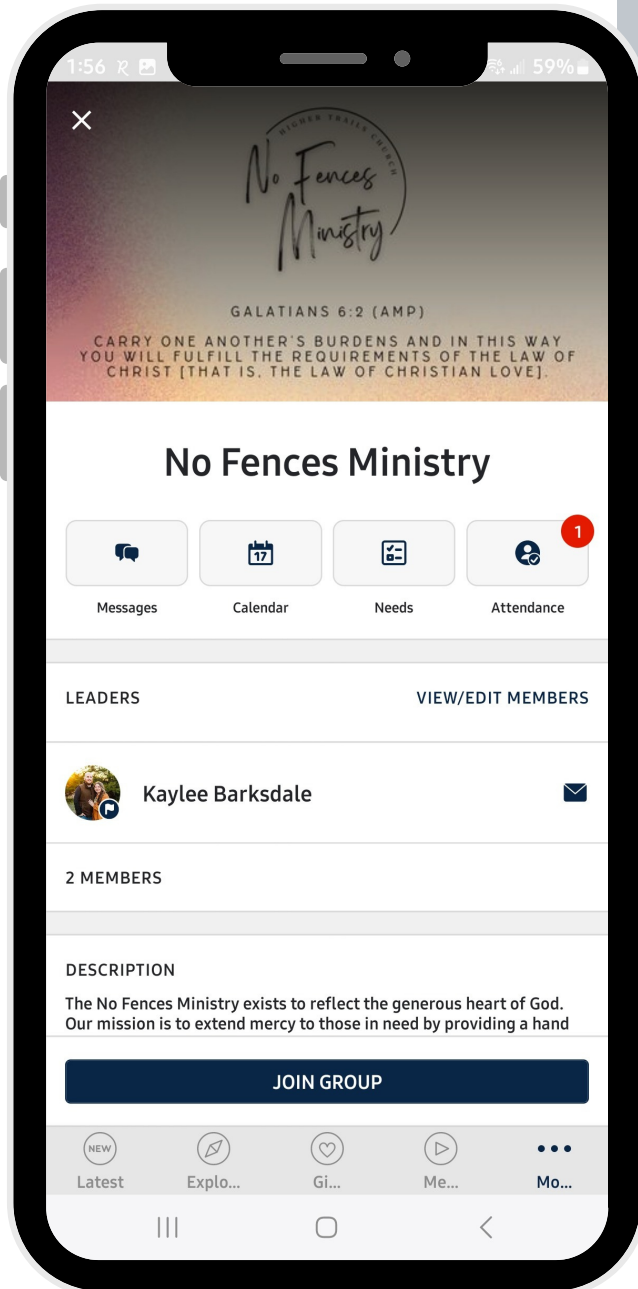 1:56
59%
HIGHER TRAILS CHURCH
No Fences
Ministry
GALATIANS 6:2 (AMP)
CARRY ONE ANOTHER'S BURDENS AND IN THIS WAY
YOU WILL FULFILL THE REQUIREMENTS OF THE LAW OF
CHRIST [THAT IS, THE LAW OF CHRISTIAN LOVE].
No Fences Ministry
17
1
Messages
Calendar
Needs
Attendance
LEADERS
VIEW/EDIT MEMBERS
Kaylee Barksdale
2 MEMBERS
DESCRIPTION
The No Fences Ministry exists to reflect the generous heart of God.
Our mission is to extend mercy to those in need by providing a hand
JOIN GROUP
NEW
Latest
Explo...
Gi...
Me...
Mo...